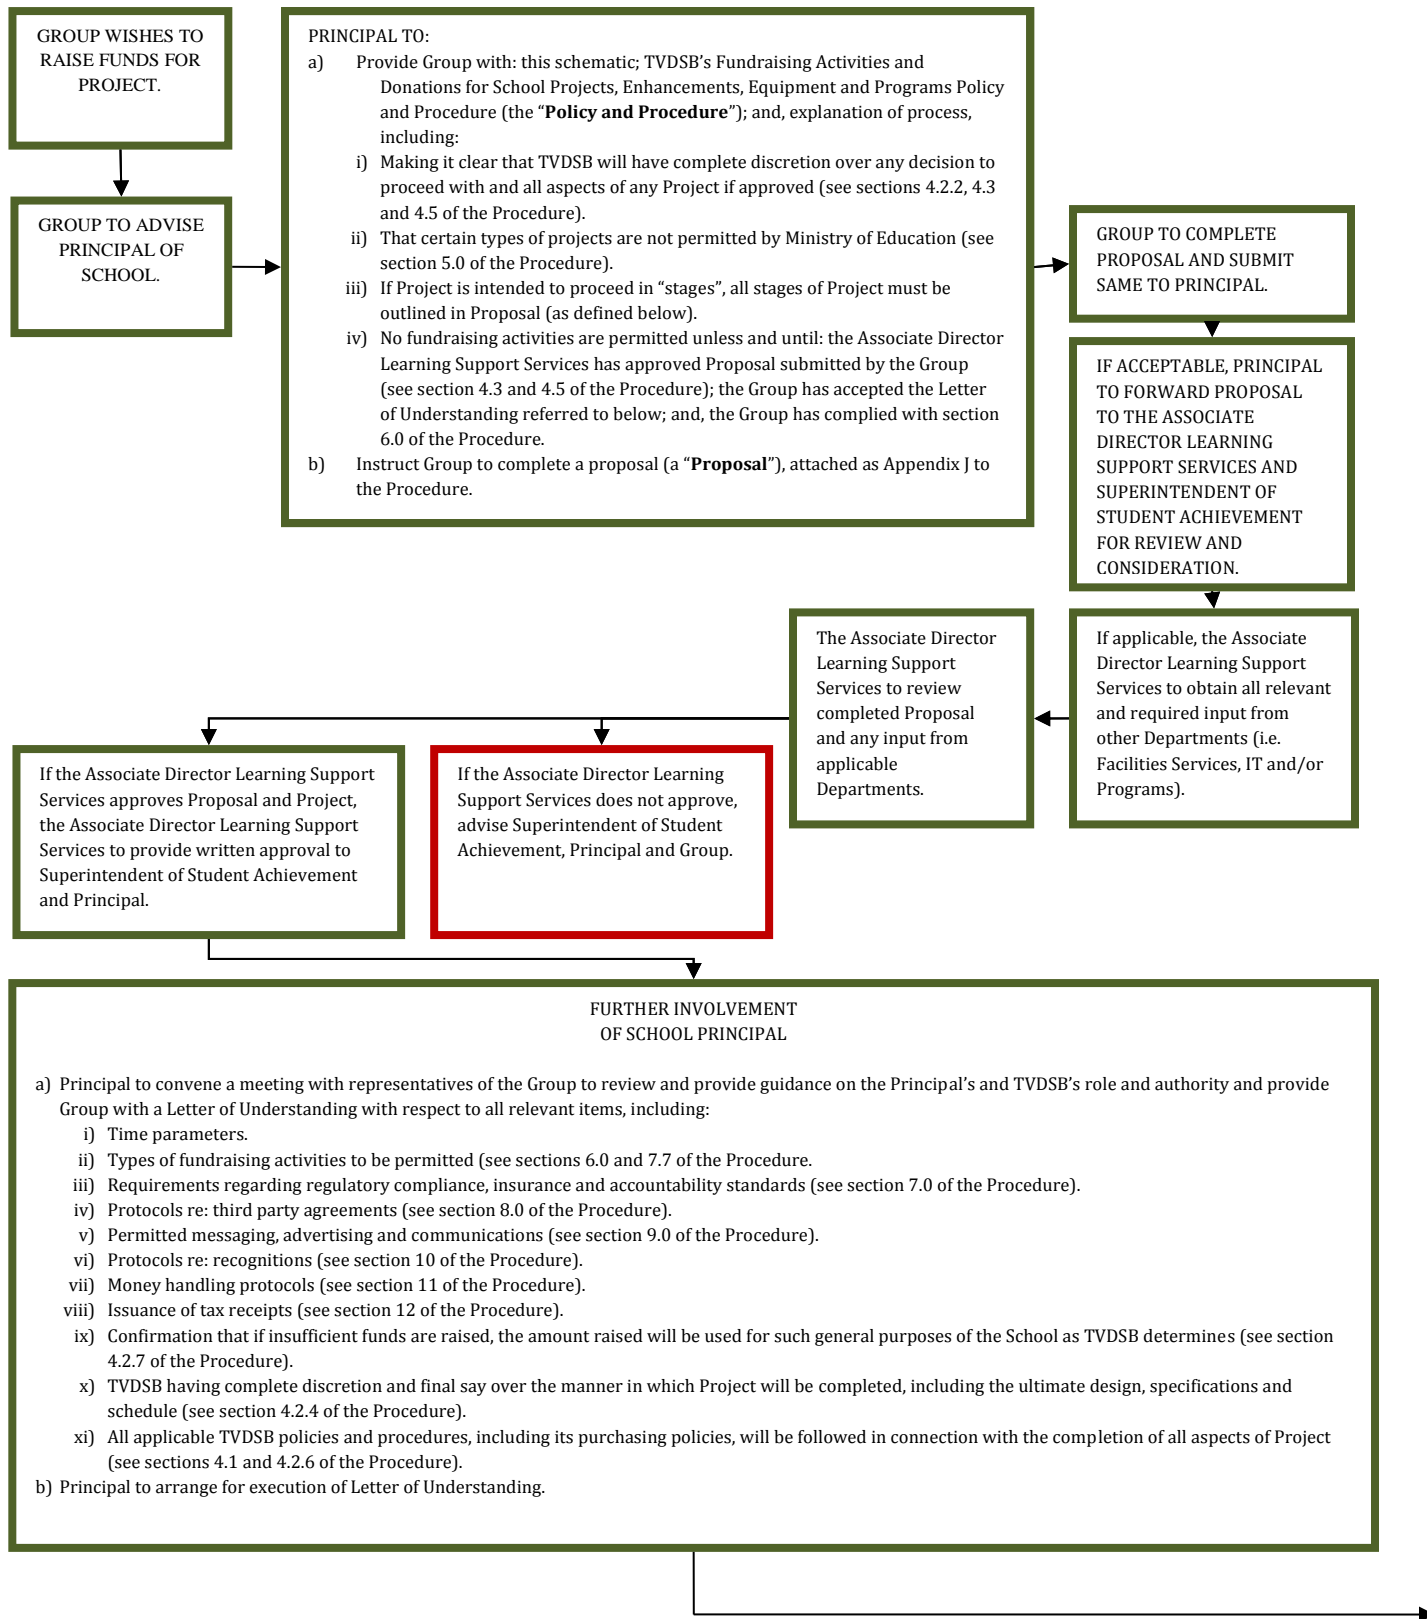 GROUP WISHES TO
RAISE FUNDS FOR
PROJECT.
GROUP TO ADVISE
PRINCIPAL OF
SCHOOL.
PRINCIPAL TO:
a) Provide Group with: this schematic; TVDSB’s Fundraising Activities and
Donations for School Projects, Enhancements, Equipment and Programs Policy
and Procedure (the “Policy and Procedure”); and, explanation of process,
including:
i) Making it clear that TVDSB will have complete discretion over any decision to
proceed with and all aspects of any Project if approved (see sections 4.2.2, 4.3
and 4.5 of the Procedure).
ii) That certain types of projects are not permitted by Ministry of Education (see
section 5.0 of the Procedure).
iii) If Project is intended to proceed in “stages”, all stages of Project must be
outlined in Proposal (as defined below).
iv) No fundraising activities are permitted unless and until: the Associate Director
Learning Support Services has approved Proposal submitted by the Group
(see section 4.3 and 4.5 of the Procedure); the Group has accepted the Letter
of Understanding referred to below; and, the Group has complied with section
6.0 of the Procedure.
b) Instruct Group to complete a proposal (a “Proposal”), attached as Appendix J to
the Procedure.
GROUP TO COMPLETE
PROPOSAL AND SUBMIT
SAME TO PRINCIPAL.
IF ACCEPTABLE, PRINCIPAL
TO FORWARD PROPOSAL
TO THE ASSOCIATE
DIRECTOR LEARNING
SUPPORT SERVICES AND
SUPERINTENDENT OF
STUDENT ACHIEVEMENT
FOR REVIEW AND
CONSIDERATION.
If applicable, the Associate
Director Learning Support
Services to obtain all relevant
and required input from
other Departments (i.e.
Facilities Services, IT and/or
Programs).
The Associate Director
Learning Support
Services to review
completed Proposal
and any input from
applicable
Departments.
If the Associate Director Learning Support
Services approves Proposal and Project,
the Associate Director Learning Support
Services to provide written approval to
Superintendent of Student Achievement
and Principal.
If the Associate Director Learning
Support Services does not approve,
advise Superintendent of Student
Achievement, Principal and Group.
FURTHER INVOLVEMENT
OF SCHOOL PRINCIPAL
a) Principal to convene a meeting with representatives of the Group to review and provide guidance on the Principal’s and TVDSB’s role and authority and provide
Group with a Letter of Understanding with respect to all relevant items, including:
i) Time parameters.
ii) Types of fundraising activities to be permitted (see sections 6.0 and 7.7 of the Procedure.
iii) Requirements regarding regulatory compliance, insurance and accountability standards (see section 7.0 of the Procedure).
iv) Protocols re: third party agreements (see section 8.0 of the Procedure).
v) Permitted messaging, advertising and communications (see section 9.0 of the Procedure).
vi) Protocols re: recognitions (see section 10 of the Procedure).
vii) Money handling protocols (see section 11 of the Procedure).
viii) Issuance of tax receipts (see section 12 of the Procedure).
ix) Confirmation that if insufficient funds are raised, the amount raised will be used for such general purposes of the School as TVDSB determines (see section
4.2.7 of the Procedure).
x) TVDSB having complete discretion and final say over the manner in which Project will be completed, including the ultimate design, specifications and
schedule (see section 4.2.4 of the Procedure).
xi) All applicable TVDSB policies and procedures, including its purchasing policies, will be followed in connection with the completion of all aspects of Project
(see sections 4.1 and 4.2.6 of the Procedure).
b) Principal to arrange for execution of Letter of Understanding.